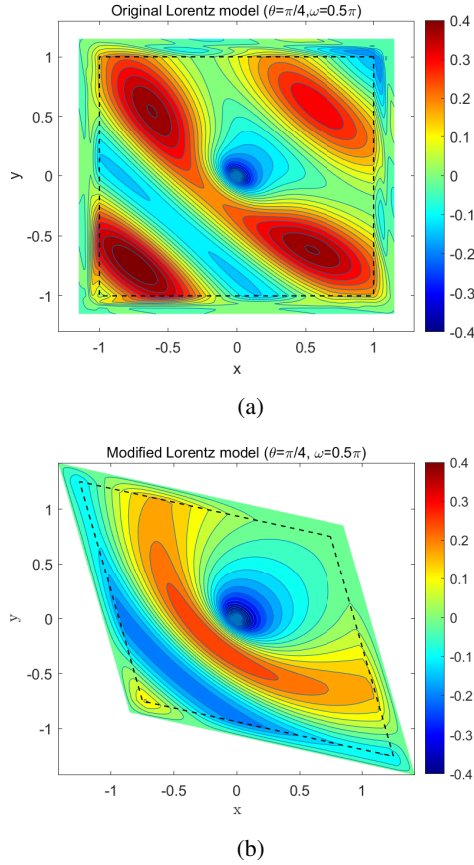 Original Lorentz model (θ=π/4,ω=0.5π)
0.4
0.3
0.2
0.1
0
-0.1
-0.2
-0.3
-0.4
1
0.5
0
-0.5
-1
y
-1 -0.5 0 0.5 1
x
(a)
Modified Lorentz model (θ=π/4, ω=0.5π)
0.4
0.3
0.2
0.1
0
-0.1
-0.2
-0.3
-0.4
1
0.5
0
-0.5
-1
y
-1 -0.5 0 0.5 1
x
(b)